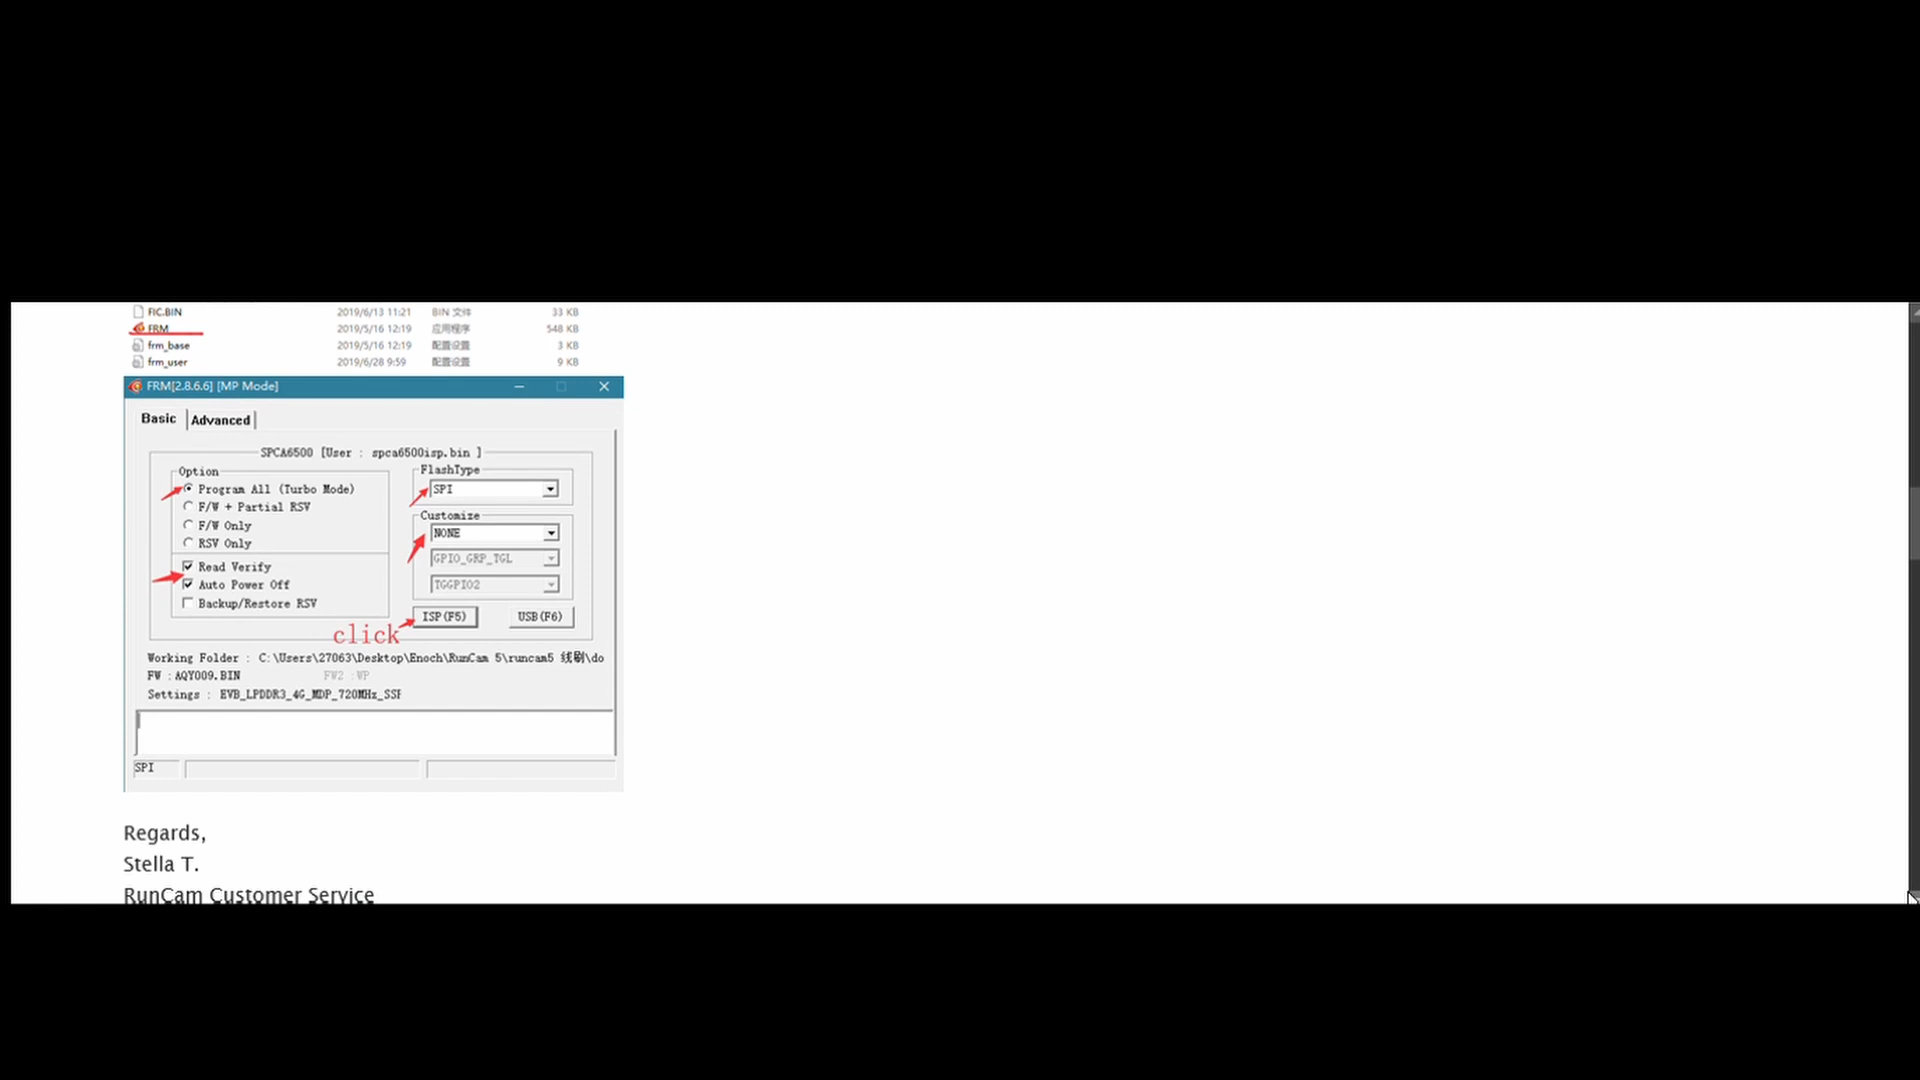 FIC.BIN 2019/6/13 11:21 BIN 文件 33 KB
FRM 2019/5/16 12:19 应用程序 548 KB
frm_base 2019/5/16 12:19 配置设置 3 KB
frm_user 2019/6/28 9:59 配置设置 9 KB
FRM[2.8.6.6] [MP Mode]
Basic Advanced
SPCA6500 [User : spca6500isp.bin ]
Option
Program All (Turbo Mode)
F/W + Partial RSV
F/W Only
RSV Only
Read Verify
Auto Power Off
Backup/Restore RSV
FlashType
SPI
Customize
NONE
GPIO_GRP_TGL
TGGPIO2
click
ISP(F5) USB(F6)
Working Folder : C:\Users\27063\Desktop\Enoch\RunCam 5\runcam5 线刷\do
FW : AQY009.BIN FW2 :WP
Settings : EVB_LPDDR3_4G_MDP_720MHz_SSF
SPI
Regards,
Stella T.
RunCam Customer Service